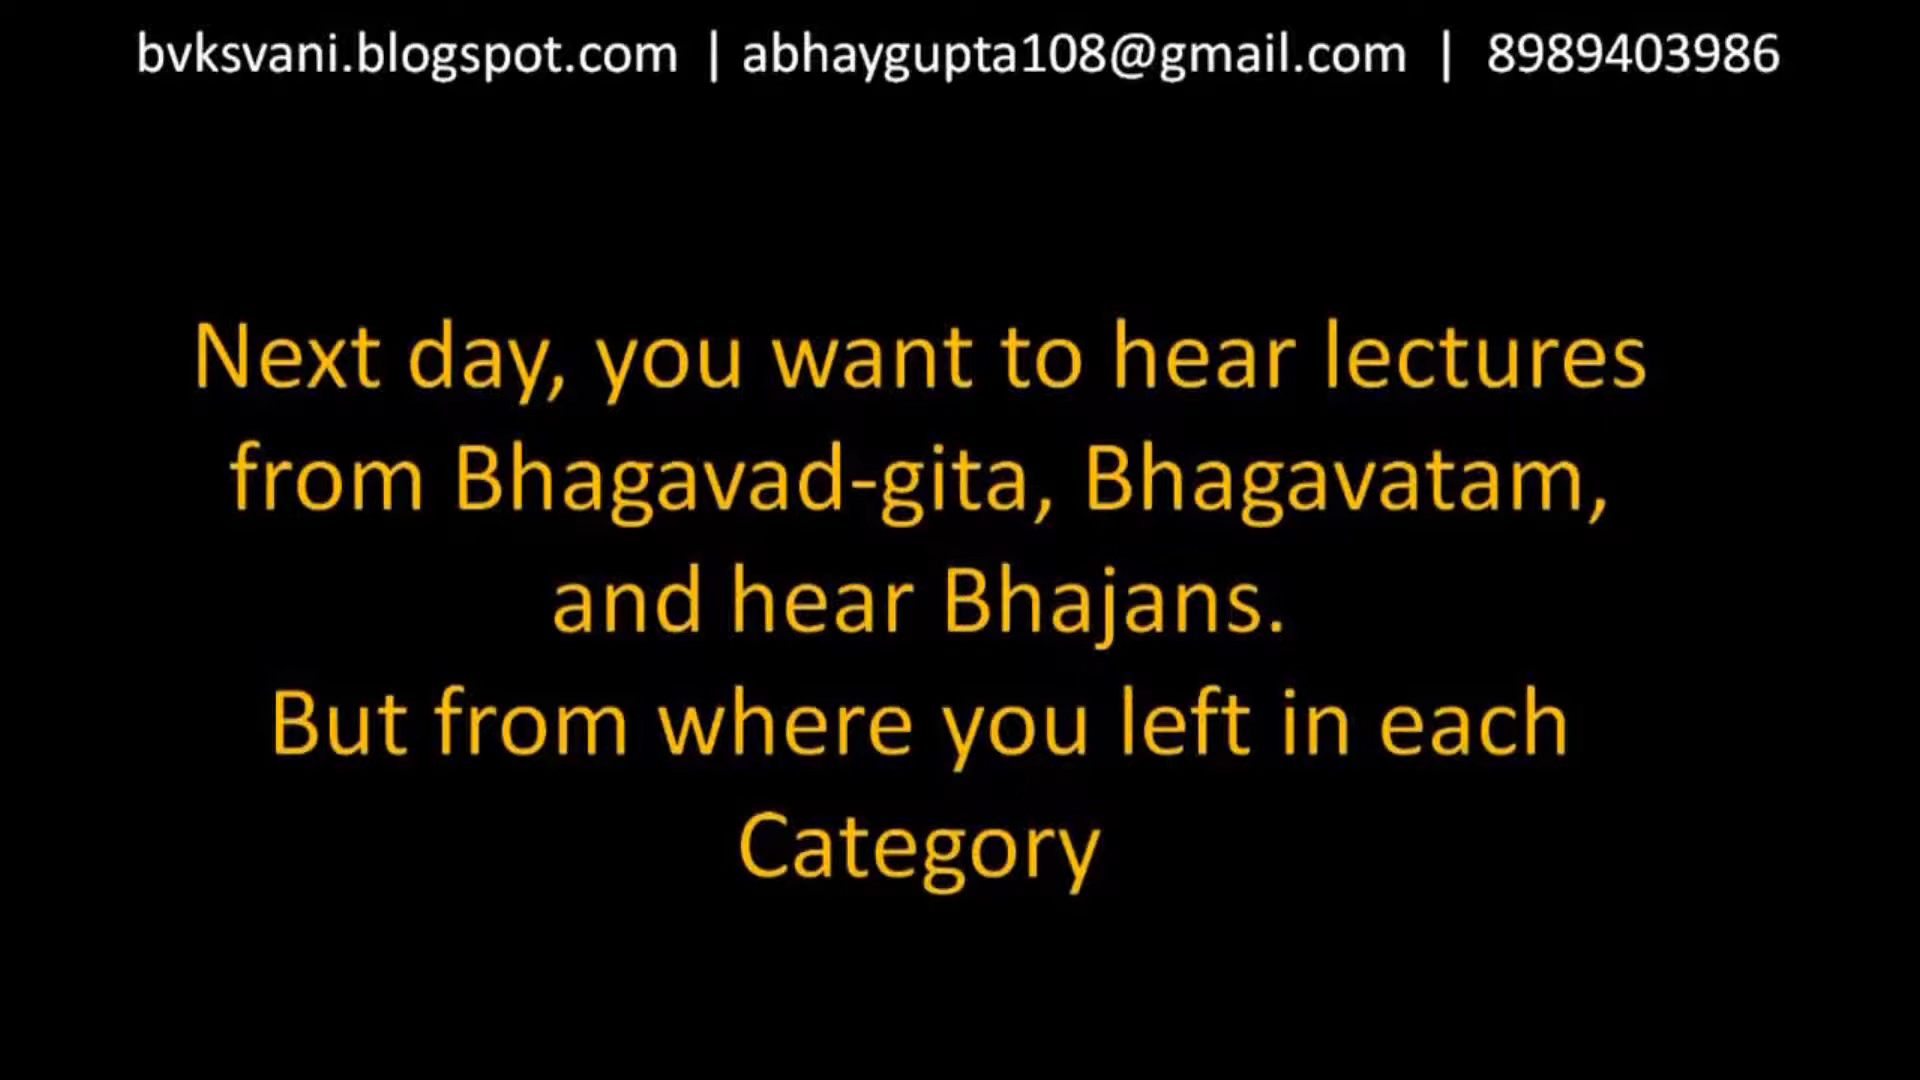 bvksvani.blogspot.com | abhaygupta108@gmail.com | 8989403986
Next day, you want to hear lectures
from Bhagavad-gita, Bhagavatam,
and hear Bhajans.
But from where you left in each
Category